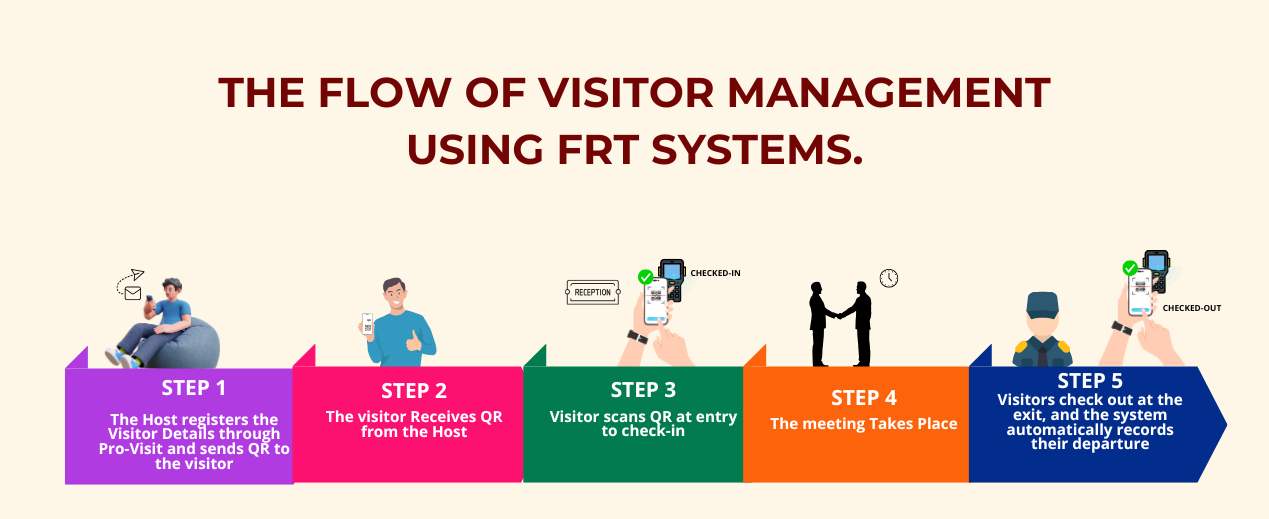 THE FLOW OF VISITOR MANAGEMENT
USING FRT SYSTEMS.
RECEPTION
CHECKED-IN
CHECKED-OUT
STEP 1
The Host registers the
Visitor Details through
Pro-Visit and sends QR to
the visitor
STEP 2
The visitor Receives QR
from the Host
STEP 3
Visitor scans QR at entry
to check-in
STEP 4
The meeting Takes Place
STEP 5
Visitors check out at the
exit, and the system
automatically records
their departure